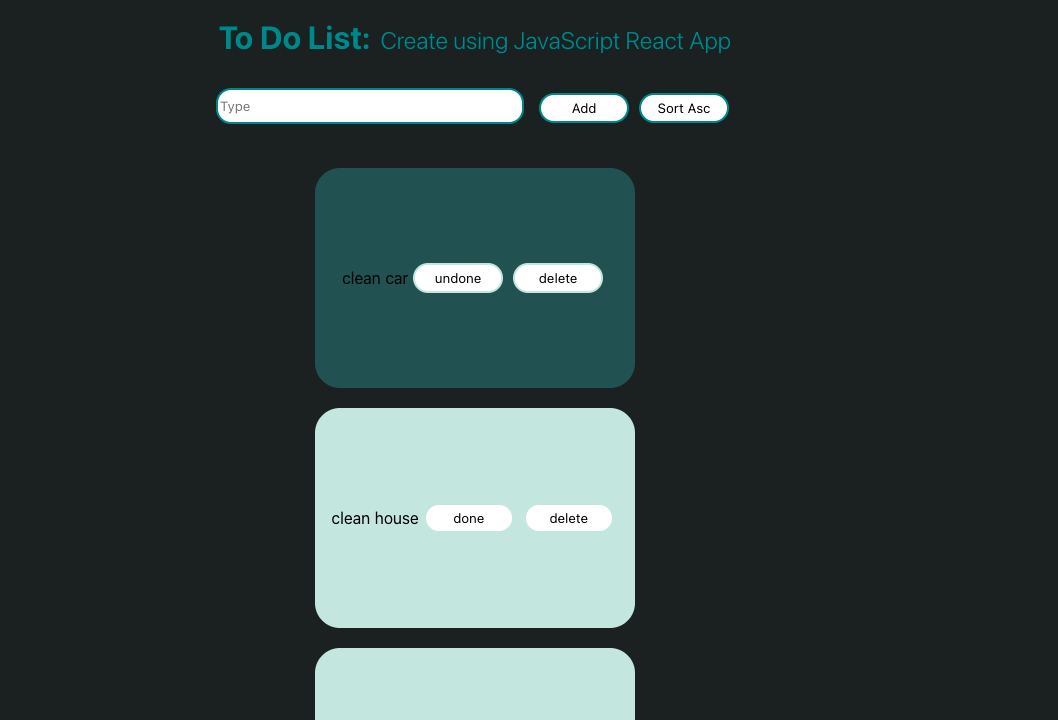 To Do List: Create using JavaScript React App
Type Add Sort Asc
clean car undone delete
clean house done delete